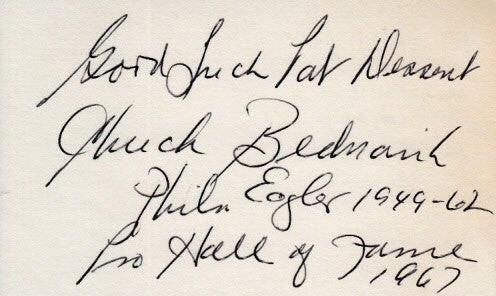 Good Luck Pat Dessent
Chuck Bednarik
Phila Eagles 1949-62
Pro Hall of Fame
1967